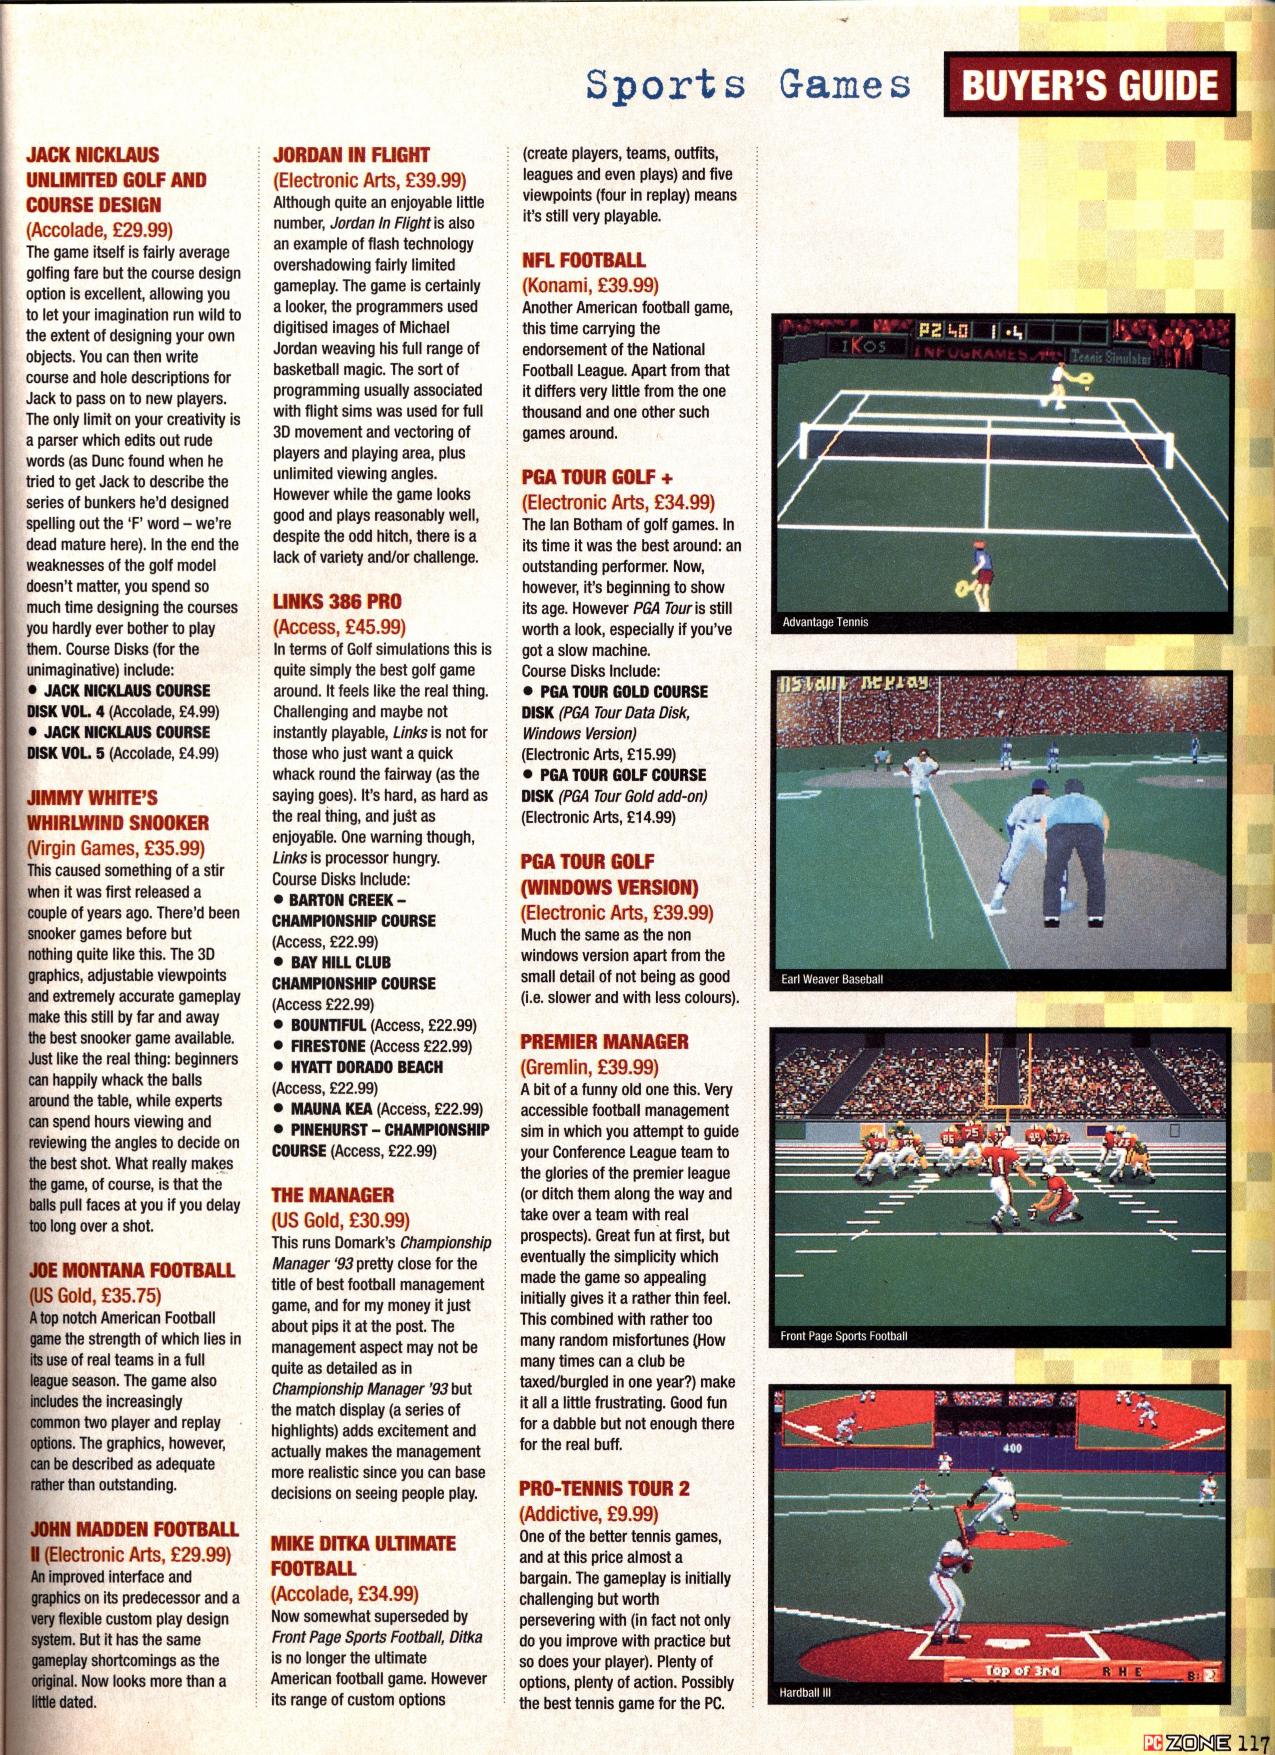 Sports Games
BUYER'S GUIDE
JACK NICKLAUS
UNLIMITED GOLF AND
COURSE DESIGN
(Accolade, £29.99)
The game itself is fairly average
golfing fare but the course design
option is excellent, allowing you
to let your imagination run wild to
the extent of designing your own
objects. You can then write
course and hole descriptions for
Jack to pass on to new players.
The only limit on your creativity is
a parser which edits out rude
words (as Dunc found when he
tried to get Jack to describe the
series of bunkers he'd designed
spelling out the 'F' word – we're
dead mature here). In the end the
weaknesses of the golf model
doesn't matter, you spend so
much time designing the courses
you hardly ever bother to play
them. Course Disks (for the
unimaginative) include:
● JACK NICKLAUS COURSE
DISK VOL. 4 (Accolade, £4.99)
● JACK NICKLAUS COURSE
DISK VOL. 5 (Accolade, £4.99)
JIMMY WHITE'S
WHIRLWIND SNOOKER
(Virgin Games, £35.99)
This caused something of a stir
when it was first released a
couple of years ago. There'd been
snooker games before but
nothing quite like this. The 3D
graphics, adjustable viewpoints
and extremely accurate gameplay
make this still by far and away
the best snooker game available.
Just like the real thing: beginners
can happily whack the balls
around the table, while experts
can spend hours viewing and
reviewing the angles to decide on
the best shot. What really makes
the game, of course, is that the
balls pull faces at you if you delay
too long over a shot.
JOE MONTANA FOOTBALL
(US Gold, £35.75)
A top notch American Football
game the strength of which lies in
its use of real teams in a full
league season. The game also
includes the increasingly
common two player and replay
options. The graphics, however,
can be described as adequate
rather than outstanding.
JOHN MADDEN FOOTBALL
II (Electronic Arts, £29.99)
An improved interface and
graphics on its predecessor and a
very flexible custom play design
system. But it has the same
gameplay shortcomings as the
original. Now looks more than a
little dated.
JORDAN IN FLIGHT
(Electronic Arts, £39.99)
Although quite an enjoyable little
number, Jordan In Flight is also
an example of flash technology
overshadowing fairly limited
gameplay. The game is certainly
a looker, the programmers used
digitised images of Michael
Jordan weaving his full range of
basketball magic. The sort of
programming usually associated
with flight sims was used for full
3D movement and vectoring of
players and playing area, plus
unlimited viewing angles.
However while the game looks
good and plays reasonably well,
despite the odd hitch, there is a
lack of variety and/or challenge.
LINKS 386 PRO
(Access, £45.99)
In terms of Golf simulations this is
quite simply the best golf game
around. It feels like the real thing.
Challenging and maybe not
instantly playable, Links is not for
those who just want a quick
whack round the fairway (as the
saying goes). It's hard, as hard as
the real thing, and just as
enjoyable. One warning though,
Links is processor hungry.
Course Disks Include:
● BARTON CREEK –
CHAMPIONSHIP COURSE
(Access, £22.99)
● BAY HILL CLUB
CHAMPIONSHIP COURSE
(Access £22.99)
● BOUNTIFUL (Access, £22.99)
● FIRESTONE (Access £22.99)
● HYATT DORADO BEACH
(Access, £22.99)
● MAUNA KEA (Access, £22.99)
● PINEHURST – CHAMPIONSHIP
COURSE (Access, £22.99)
THE MANAGER
(US Gold, £30.99)
This runs Domark's Championship
Manager '93 pretty close for the
title of best football management
game, and for my money it just
about pips it at the post. The
management aspect may not be
quite as detailed as in
Championship Manager '93 but
the match display (a series of
highlights) adds excitement and
actually makes the management
more realistic since you can base
decisions on seeing people play.
MIKE DITKA ULTIMATE
FOOTBALL
(Accolade, £34.99)
Now somewhat superseded by
Front Page Sports Football, Ditka
is no longer the ultimate
American football game. However
its range of custom options
(create players, teams, outfits,
leagues and even plays) and five
viewpoints (four in replay) means
it's still very playable.
NFL FOOTBALL
(Konami, £39.99)
Another American football game,
this time carrying the
endorsement of the National
Football League. Apart from that
it differs very little from the one
thousand and one other such
games around.
PGA TOUR GOLF +
(Electronic Arts, £34.99)
The Ian Botham of golf games. In
its time it was the best around: an
outstanding performer. Now,
however, it's beginning to show
its age. However PGA Tour is still
worth a look, especially if you've
got a slow machine.
Course Disks Include:
● PGA TOUR GOLD COURSE
DISK (PGA Tour Data Disk,
Windows Version)
(Electronic Arts, £15.99)
● PGA TOUR GOLF COURSE
DISK (PGA Tour Gold add-on)
(Electronic Arts, £14.99)
PGA TOUR GOLF
(WINDOWS VERSION)
(Electronic Arts, £39.99)
Much the same as the non
windows version apart from the
small detail of not being as good
(i.e. slower and with less colours).
PREMIER MANAGER
(Gremlin, £39.99)
A bit of a funny old one this. Very
accessible football management
sim in which you attempt to guide
your Conference League team to
the glories of the premier league
(or ditch them along the way and
take over a team with real
prospects). Great fun at first, but
eventually the simplicity which
made the game so appealing
initially gives it a rather thin feel.
This combined with rather too
many random misfortunes (How
many times can a club be
taxed/burgled in one year?) make
it all a little frustrating. Good fun
for a dabble but not enough there
for the real buff.
PRO-TENNIS TOUR 2
(Addictive, £9.99)
One of the better tennis games,
and at this price almost a
bargain. The gameplay is initially
challenging but worth
persevering with (in fact not only
do you improve with practice but
so does your player). Plenty of
options, plenty of action. Possibly
the best tennis game for the PC.
P2 40 1 · 4
IKOS INFOGRAMES Tennis Simulator
Advantage Tennis
Instant Replay
Earl Weaver Baseball
85 75
11
Front Page Sports Football
400
Top of 3rd R H E
Hardball III
PC ZONE 117